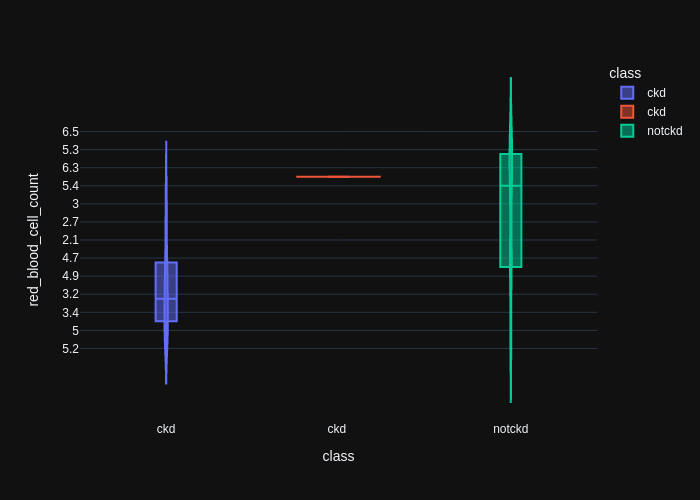 class
ckd
ckd
notckd
6.5
5.3
6.3
5.4
3
2.7
2.1
4.7
4.9
3.2
3.4
5
5.2
red_blood_cell_count
ckd
ckd
notckd
class